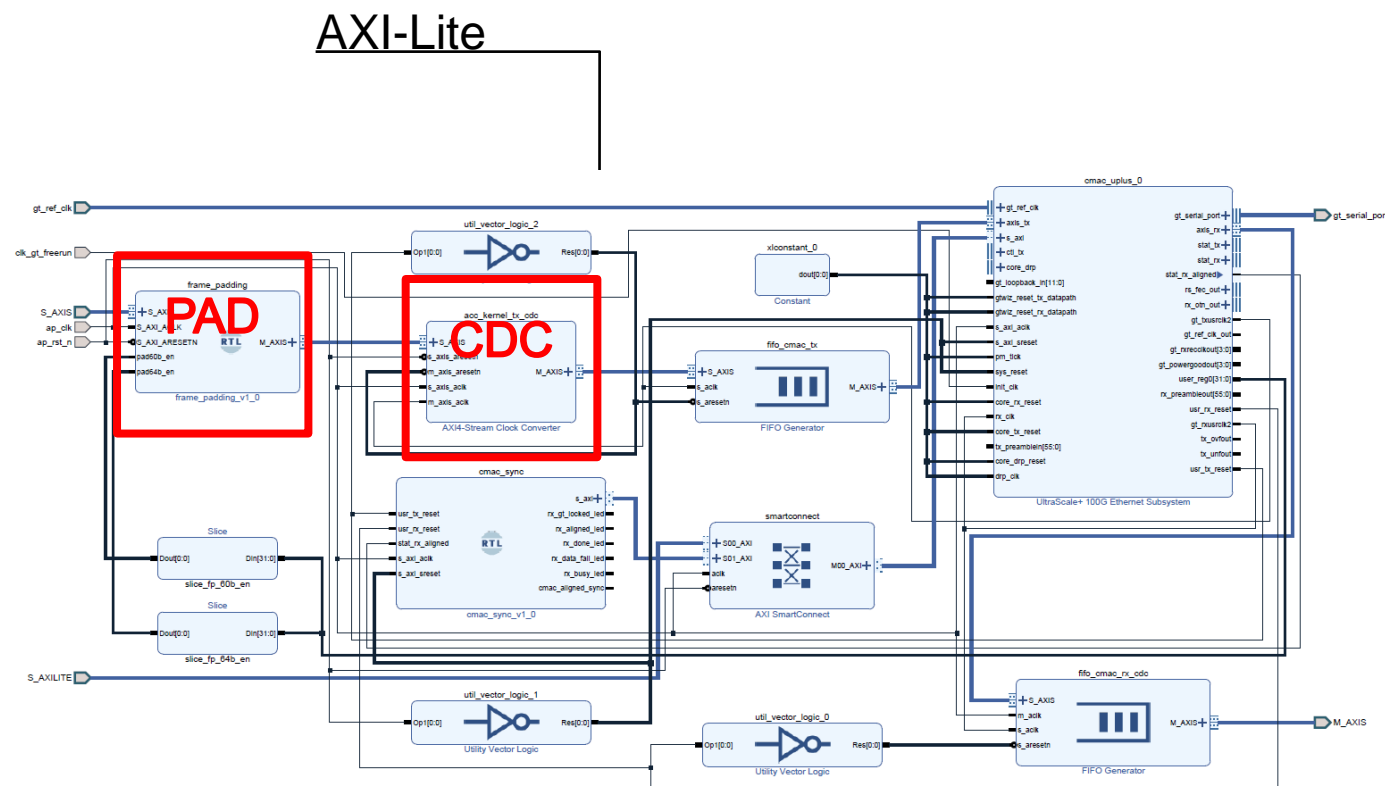 AXI-Lite
gt_ref_clk
clk_gt_freerun
S_AXIS
ap_clk
ap_rst_n
S_AXILITE
frame_padding
PAD
S_AXI_ARESETN
pad60b_en
pad64b_en
M_AXIS
RTL
frame_padding_v1_0
util_vector_logic_2
Op1[0:0]
Res[0:0]
acc_kernel_tx_cdc
CDC
m_axis_aresetn
s_axis_aclk
m_axis_aclk
M_AXIS
AXI4-Stream Clock Converter
fifo_cmac_tx
S_AXIS
s_aclk
s_aresetn
M_AXIS
FIFO Generator
xlconstant_0
dout[0:0]
Constant
cmac_uplus_0
gt_ref_clk
axis_tx
s_axi
ctl_tx
core_drp
gt_loopback_in[11:0]
gtwiz_reset_tx_datapath
gtwiz_reset_rx_datapath
s_axi_aclk
s_axi_sreset
pm_tick
sys_reset
init_clk
core_rx_reset
rx_clk
core_tx_reset
tx_preamblein[55:0]
core_drp_reset
drp_clk
gt_serial_port
axis_rx
stat_tx
stat_rx
stat_rx_aligned
rs_fec_out
rx_otn_out
gt_txusrclk2
gt_ref_clk_out
gt_rxrecclkout[3:0]
gt_powergoodout[3:0]
user_reg0[31:0]
rx_preambleout[55:0]
usr_rx_reset
gt_rxusrclk2
tx_ovfout
tx_unfout
usr_tx_reset
UltraScale+ 100G Ethernet Subsystem
gt_serial_por
cmac_sync
usr_tx_reset
usr_rx_reset
stat_rx_aligned
s_axi_aclk
s_axi_sreset
RTL
s_axi
rx_gt_locked_led
rx_aligned_led
rx_done_led
rx_data_fail_led
rx_busy_led
cmac_aligned_sync
cmac_sync_v1_0
smartconnect
S00_AXI
S01_AXI
aclk
aresetn
M00_AXI
AXI SmartConnect
Slice
Dout[0:0]
Din[31:0]
slice_fp_60b_en
Slice
Dout[0:0]
Din[31:0]
slice_fp_64b_en
util_vector_logic_1
Op1[0:0]
Res[0:0]
Utility Vector Logic
util_vector_logic_0
Op1[0:0]
Res[0:0]
Utility Vector Logic
fifo_cmac_rx_cdc
S_AXIS
m_aclk
s_aclk
s_aresetn
M_AXIS
FIFO Generator
M_AXIS